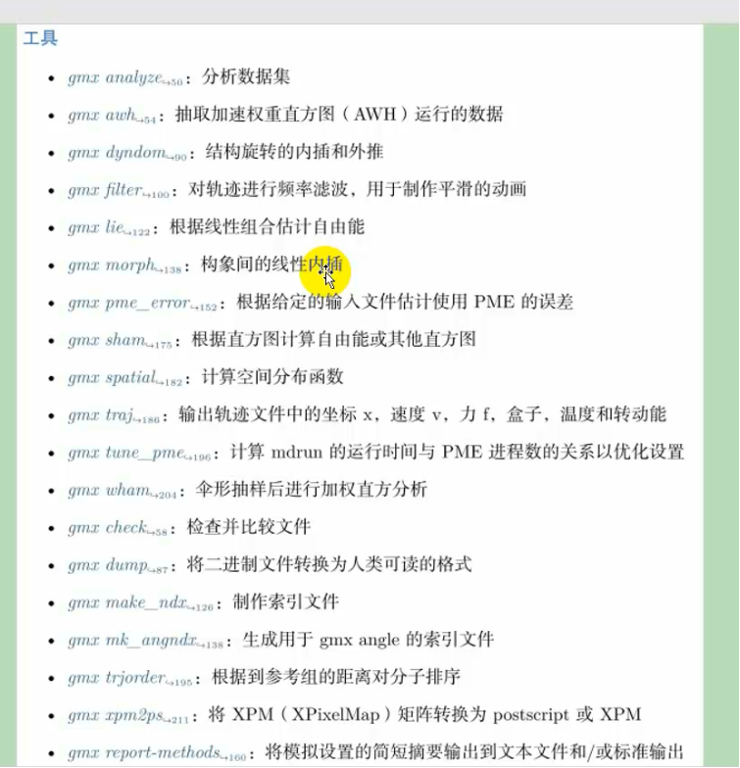 工具
• gmx analyze↪50：分析数据集
• gmx awh↪54：抽取加速权重直方图（AWH）运行的数据
• gmx dyndom↪90：结构旋转的内插和外推
• gmx filter↪100：对轨迹进行频率滤波，用于制作平滑的动画
• gmx lie↪122：根据线性组合估计自由能
• gmx morph↪138：构象间的线性内插
• gmx pme_error↪152：根据给定的输入文件估计使用 PME 的误差
• gmx sham↪175：根据直方图计算自由能或其他直方图
• gmx spatial↪182：计算空间分布函数
• gmx traj↪186：输出轨迹文件中的坐标 x，速度 v，力 f，盒子，温度和转动能
• gmx tune_pme↪196：计算 mdrun 的运行时间与 PME 进程数的关系以优化设置
• gmx wham↪204：伞形抽样后进行加权直方分析
• gmx check↪58：检查并比较文件
• gmx dump↪87：将二进制文件转换为人类可读的格式
• gmx make_ndx↪126：制作索引文件
• gmx mk_angndx↪138：生成用于 gmx angle 的索引文件
• gmx trjorder↪195：根据到参考组的距离对分子排序
• gmx xpm2ps↪211：将 XPM（XPixelMap）矩阵转换为 postscript 或 XPM
• gmx report-methods↪160：将模拟设置的简短摘要输出到文本文件和/或标准输出